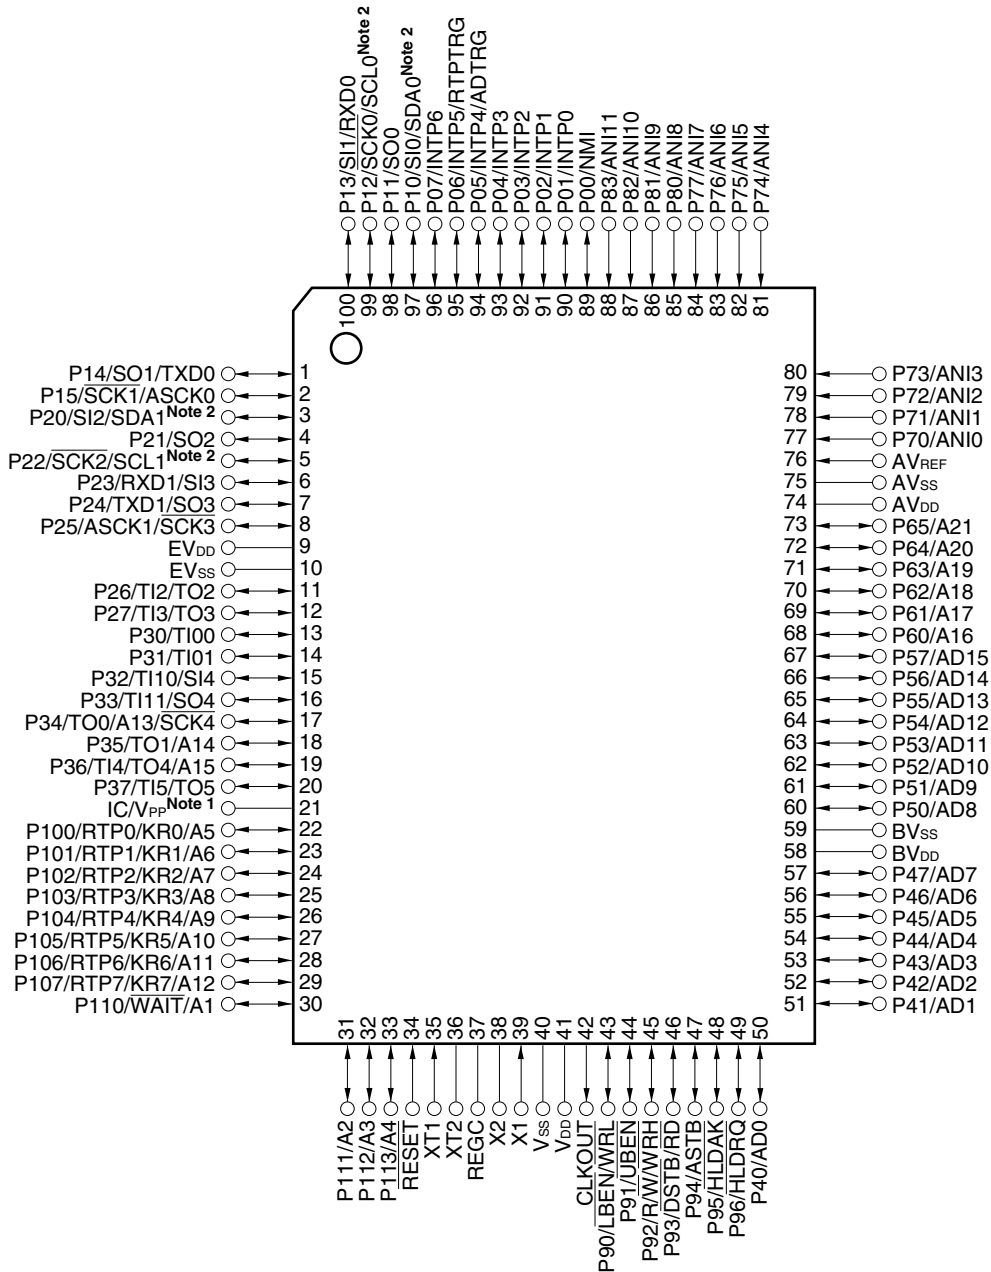 P13/SI1/RXD0
P12/SCK0/SCL0Note 2
P11/SO0
P10/SI0/SDA0Note 2
P07/INTP6
P06/INTP5/RTPTRG
P05/INTP4/ADTRG
P04/INTP3
P03/INTP2
P02/INTP1
P01/INTP0
P00/NMI
P83/ANI11
P82/ANI10
P81/ANI9
P80/ANI8
P77/ANI7
P76/ANI6
P75/ANI5
P74/ANI4
100
99
98
97
96
95
94
93
92
91
90
89
88
87
86
85
84
83
82
81
P14/SO1/TXD0 1
P15/SCK1/ASCK0 2
P20/SI2/SDA1Note 2 3
P21/SO2 4
P22/SCK2/SCL1Note 2 5
P23/RXD1/SI3 6
P24/TXD1/SO3 7
P25/ASCK1/SCK3 8
EVDD 9
EVSS 10
P26/TI2/TO2 11
P27/TI3/TO3 12
P30/TI00 13
P31/TI01 14
P32/TI10/SI4 15
P33/TI11/SO4 16
P34/TO0/A13/SCK4 17
P35/TO1/A14 18
P36/TI4/TO4/A15 19
P37/TI5/TO5 20
IC/VPPNote 1 21
P100/RTP0/KR0/A5 22
P101/RTP1/KR1/A6 23
P102/RTP2/KR2/A7 24
P103/RTP3/KR3/A8 25
P104/RTP4/KR4/A9 26
P105/RTP5/KR5/A10 27
P106/RTP6/KR6/A11 28
P107/RTP7/KR7/A12 29
P110/WAIT/A1 30
80 P73/ANI3
79 P72/ANI2
78 P71/ANI1
77 P70/ANI0
76 AVREF
75 AVSS
74 AVDD
73 P65/A21
72 P64/A20
71 P63/A19
70 P62/A18
69 P61/A17
68 P60/A16
67 P57/AD15
66 P56/AD14
65 P55/AD13
64 P54/AD12
63 P53/AD11
62 P52/AD10
61 P51/AD9
60 P50/AD8
59 BVSS
58 BVDD
57 P47/AD7
56 P46/AD6
55 P45/AD5
54 P44/AD4
53 P43/AD3
52 P42/AD2
51 P41/AD1
31
32
33
34
35
36
37
38
39
40
41
42
43
44
45
46
47
48
49
50
P111/A2
P112/A3
P113/A4
RESET
XT1
XT2
REGC
X2
X1
VSS
VDD
CLKOUT
P90/LBEN/WRL
P91/UBEN
P92/R/W/WRH
P93/DSTB/RD
P94/ASTB
P95/HLDAK
P96/HLDRQ
P40/AD0